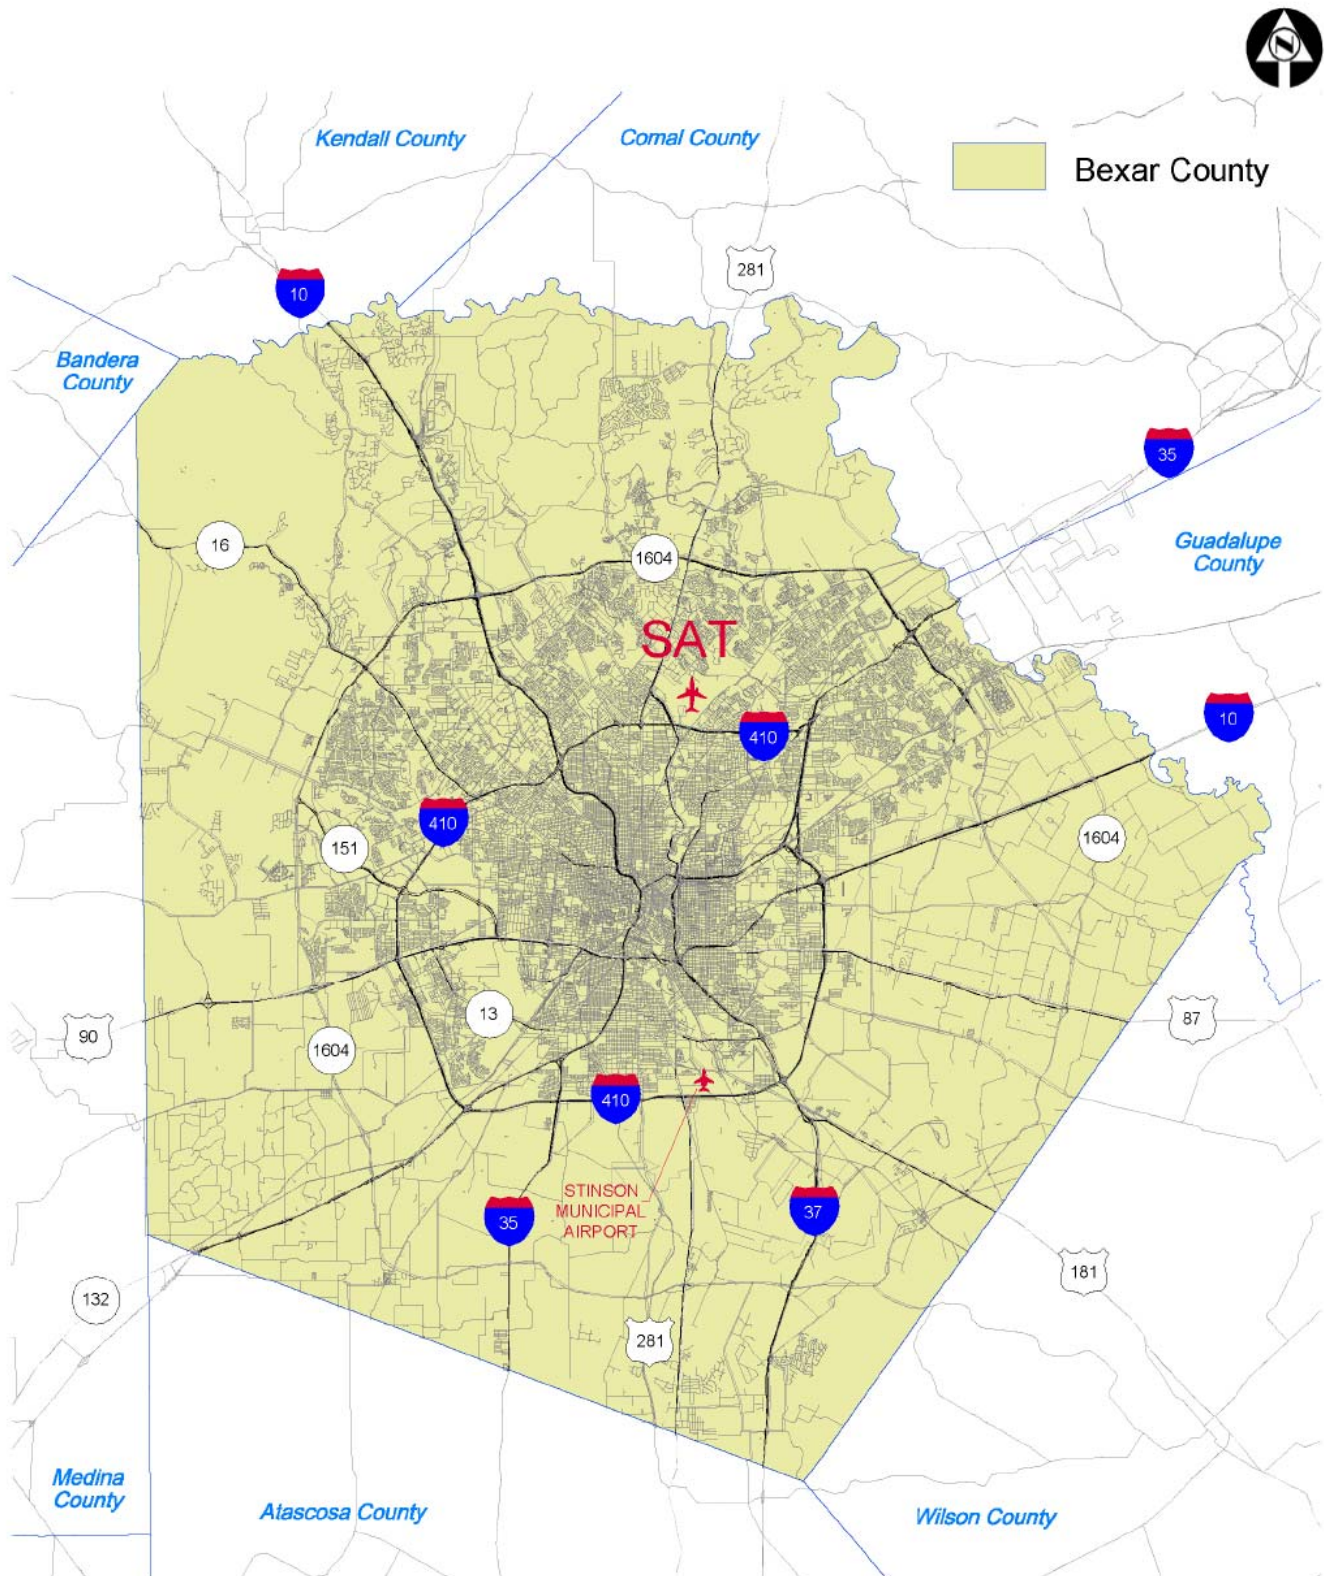 N
Kendall County
Comal County
Bexar County
281
10
Bandera
County
35
16
1604
Guadalupe
County
SAT
10
410
410
151
1604
13
90
87
1604
410
STINSON
MUNICIPAL
AIRPORT
35
37
181
132
281
Medina
County
Atascosa County
Wilson County